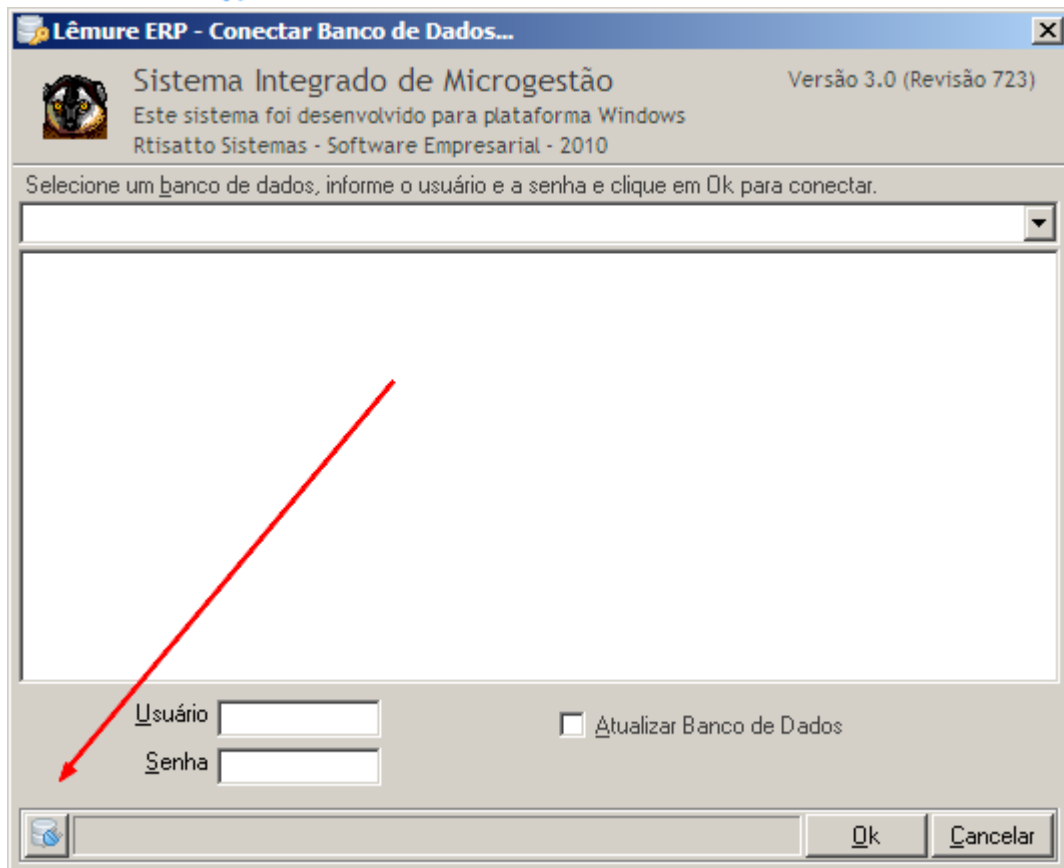 Lêmure ERP - Conectar Banco de Dados...
Sistema Integrado de Microgestão
Versão 3.0 (Revisão 723)
Este sistema foi desenvolvido para plataforma Windows
Rtisatto Sistemas - Software Empresarial - 2010
Selecione um banco de dados, informe o usuário e a senha e clique em Ok para conectar.
Usuário
Atualizar Banco de Dados
Senha
Ok
Cancelar